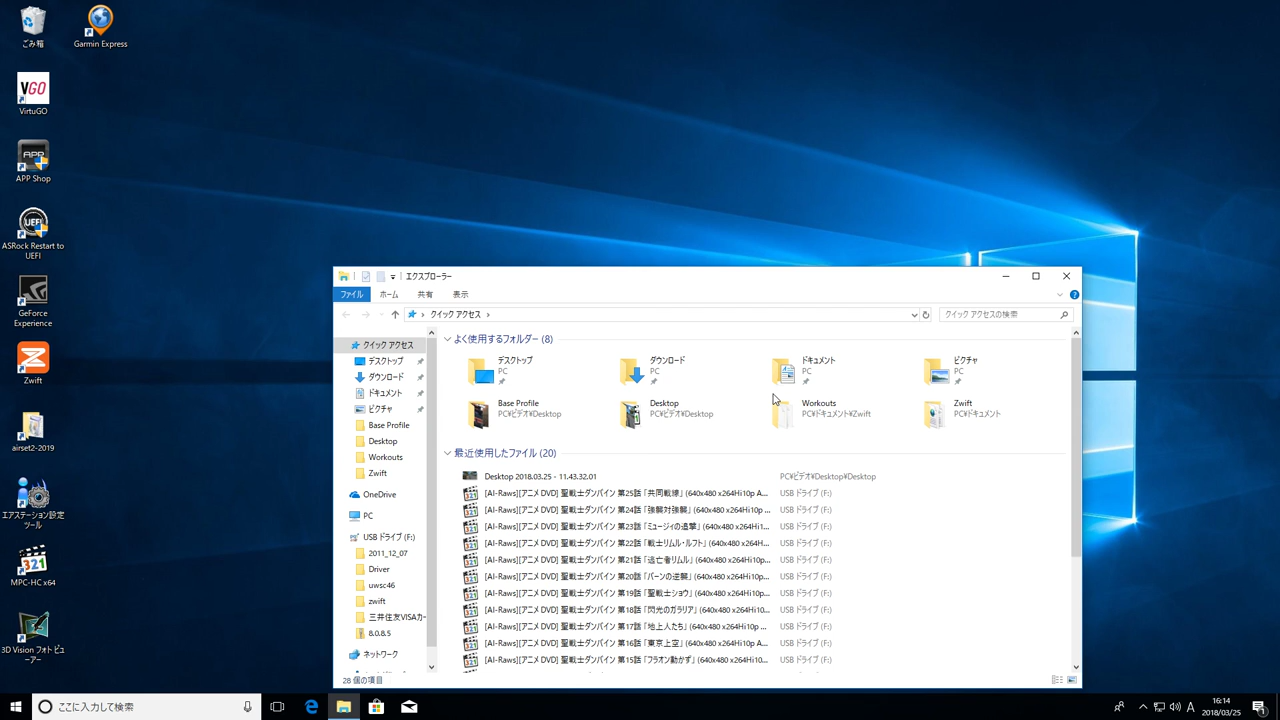 ごみ箱
Garmin Express
VGO
VirtuGO
APP
APP Shop
UEFI
ASRock Restart to
UEFI
GeForce
Experience
Zwift
airset2-2019
エアステーション設定
ツール
321
MPC-HC x64
3D Vision フォト ビュ
ーアー
エクスプローラー
ファイル
ホーム
共有
表示
クイック アクセス
クイック アクセスの検索
クイック アクセス
デスクトップ
ダウンロード
ドキュメント
ピクチャ
Base Profile
Desktop
Workouts
Zwift
OneDrive
PC
USB ドライブ (F:)
2011_12_07
Driver
uwsc46
zwift
三井住友VISAカー
8.0.8.5
ネットワーク
よく使用するフォルダー (8)
デスクトップ
PC
ダウンロード
PC
ドキュメント
PC
ピクチャ
PC
Base Profile
PC¥ビデオ¥Desktop
Desktop
PC¥ビデオ¥Desktop
Workouts
PC¥ドキュメント¥Zwift
Zwift
PC¥ドキュメント
最近使用したファイル (20)
Desktop 2018.03.25 - 11.43.32.01 PC¥ビデオ¥Desktop¥Desktop
[AI-Raws][アニメ DVD] 聖戦士ダンバイン 第25話 「共同戦線」 (640x480 x264Hi10p A... USB ドライブ (F:)
[AI-Raws][アニメ DVD] 聖戦士ダンバイン 第24話 「強襲対強襲」 (640x480 x264Hi10p... USB ドライブ (F:)
[AI-Raws][アニメ DVD] 聖戦士ダンバイン 第23話 「ミュージィの追撃」 (640x480 x264Hi1... USB ドライブ (F:)
[AI-Raws][アニメ DVD] 聖戦士ダンバイン 第22話 「戦士リムル・ルフト」 (640x480 x264H... USB ドライブ (F:)
[AI-Raws][アニメ DVD] 聖戦士ダンバイン 第21話 「逃亡者リムル」 (640x480 x264Hi10p... USB ドライブ (F:)
[AI-Raws][アニメ DVD] 聖戦士ダンバイン 第20話 「バーンの逆襲」 (640x480 x264Hi10p... USB ドライブ (F:)
[AI-Raws][アニメ DVD] 聖戦士ダンバイン 第19話 「聖戦士ショウ」 (640x480 x264Hi10p... USB ドライブ (F:)
[AI-Raws][アニメ DVD] 聖戦士ダンバイン 第18話 「閃光のガラリア」 (640x480 x264Hi10... USB ドライブ (F:)
[AI-Raws][アニメ DVD] 聖戦士ダンバイン 第17話 「地上人たち」 (640x480 x264Hi10p ... USB ドライブ (F:)
[AI-Raws][アニメ DVD] 聖戦士ダンバイン 第16話 「東京上空」 (640x480 x264Hi10p A... USB ドライブ (F:)
[AI-Raws][アニメ DVD] 聖戦士ダンバイン 第15話 「フラオン動かず」 (640x480 x264Hi10... USB ドライブ (F:)
28 個の項目
ここに入力して検索
A
16:14
2018/03/25
1